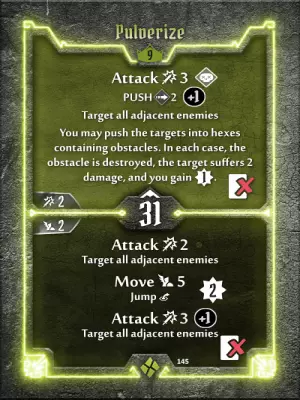 Pulverize
9
Attack 3
PUSH 2 +1
Target all adjacent enemies
You may push the targets into hexes
containing obstacles. In each case, the
obstacle is destroyed, the target suffers 2
damage, and you gain 1.
2
31
2
Attack 2
Target all adjacent enemies
Move 5
Jump
2
Attack 3 +1
Target all adjacent enemies
145